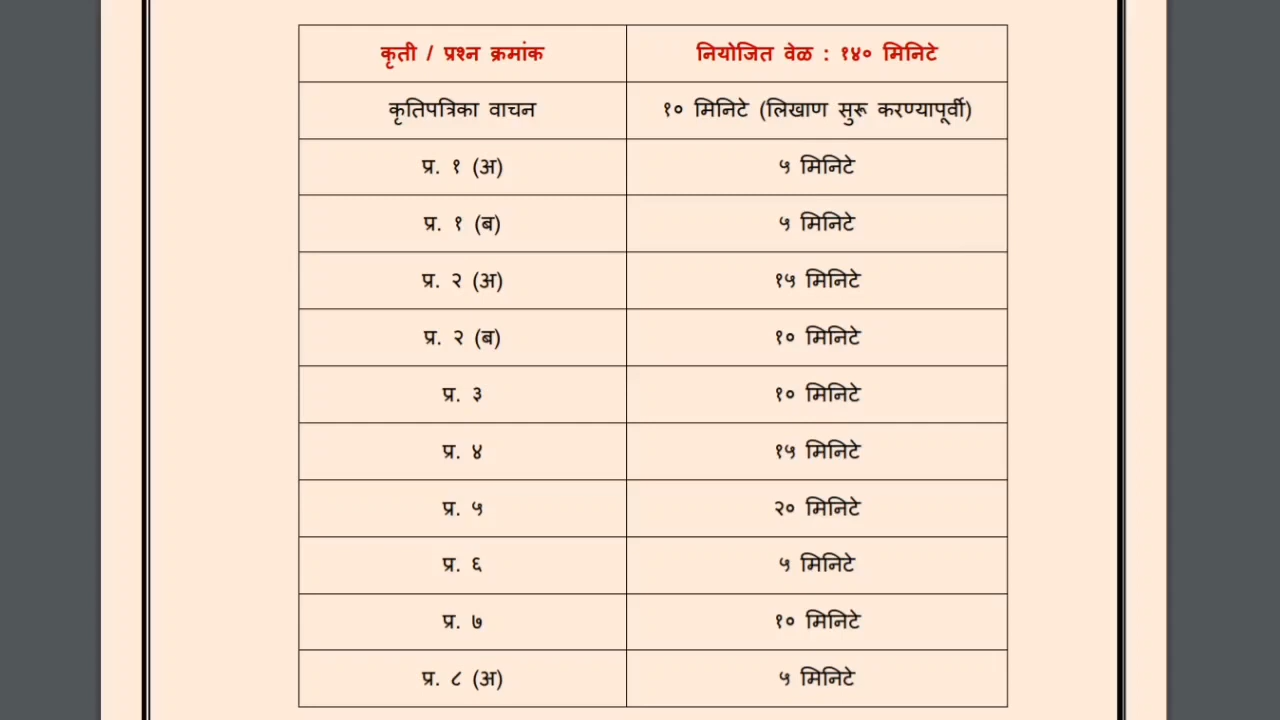 कृती / प्रश्न क्रमांक नियोजित वेळ : १४० मिनिटे
कृतिपत्रिका वाचन १० मिनिटे (लिखाण सुरू करण्यापूर्वी)
प्र. १ (अ) ५ मिनिटे
प्र. १ (ब) ५ मिनिटे
प्र. २ (अ) १५ मिनिटे
प्र. २ (ब) १० मिनिटे
प्र. ३ १० मिनिटे
प्र. ४ १५ मिनिटे
प्र. ५ २० मिनिटे
प्र. ६ ५ मिनिटे
प्र. ७ १० मिनिटे
प्र. ८ (अ) ५ मिनिटे